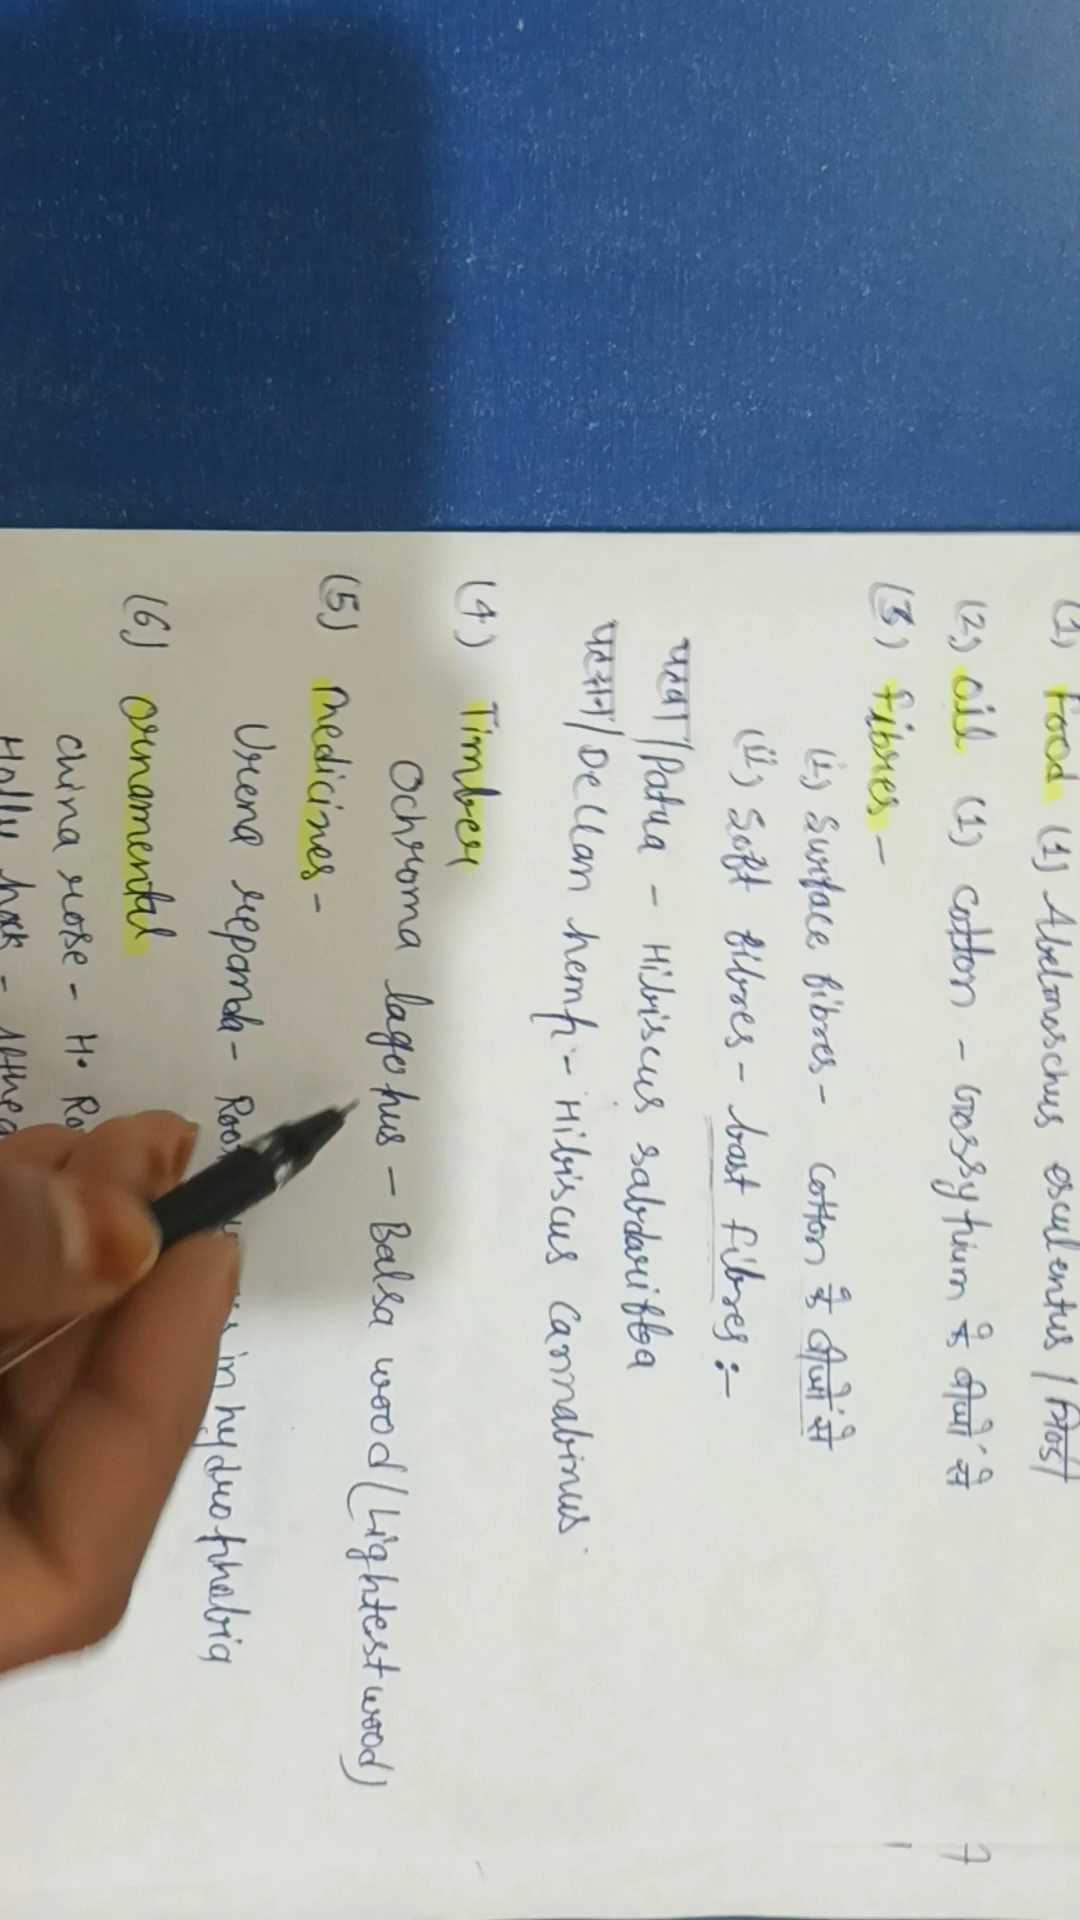 (1) Food (1) Abelmoschus esculentus /
(2) oil (1) Cotton - Gossypium के बीजों से
(3) fibres -
(i) Surface fibres - Cotton के बीजों से
(ii) Soft fibres - bast fibres :-
पटवा/Patua - Hibiscus sabdariffa
पटसन/Deccan hemp - Hibiscus Cannabinus
(4) Timber
Ochroma lagopus - Balsa wood (Lightest wood)
(5) medicines -
Urena repanda - in hydrophobia
(6) ornamental
China rose - H.
Holly hock -